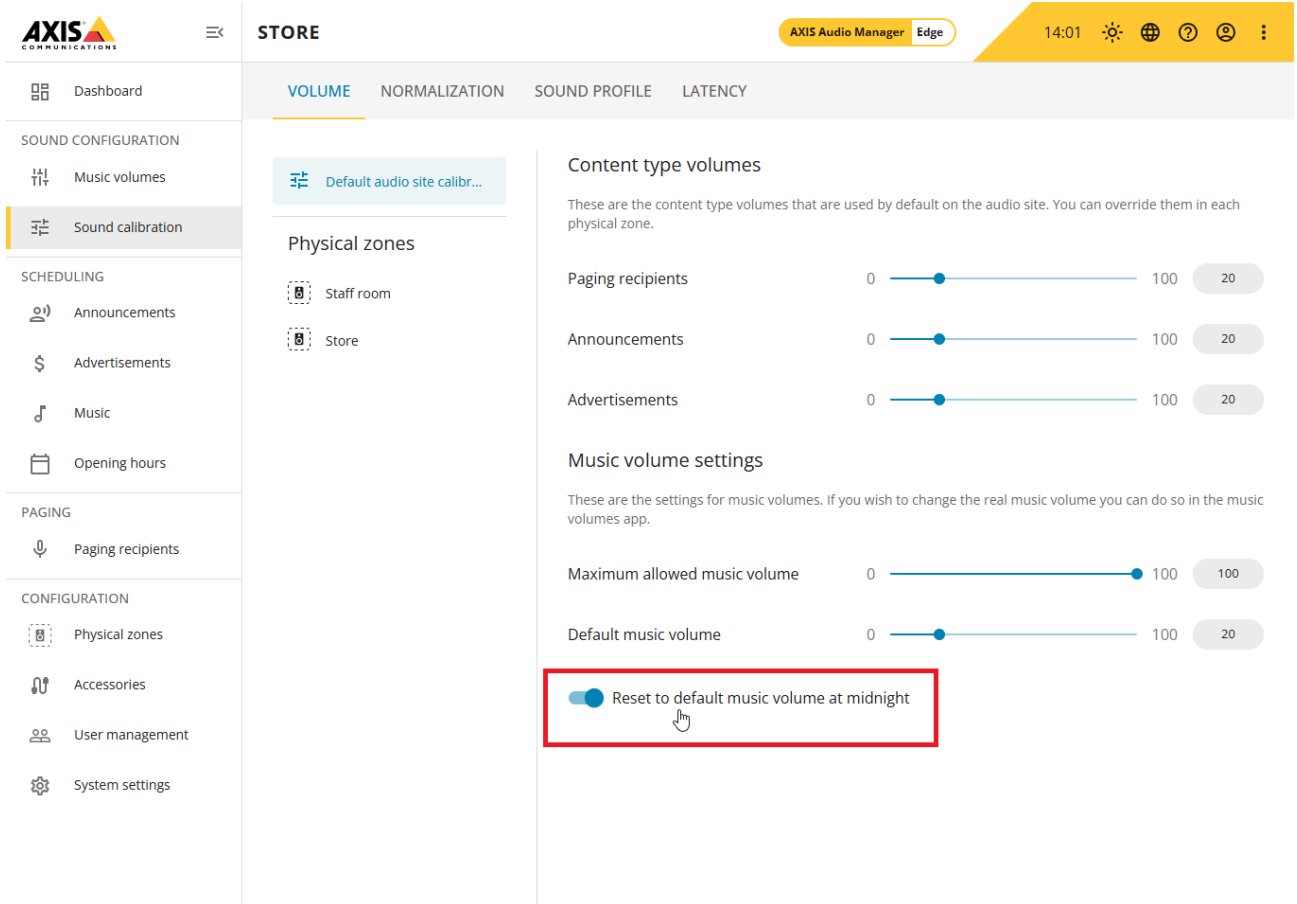 AXIS
COMMUNICATIONS
STORE
AXIS Audio Manager Edge
14:01
Dashboard
SOUND CONFIGURATION
Music volumes
Sound calibration
SCHEDULING
Announcements
Advertisements
Music
Opening hours
PAGING
Paging recipients
CONFIGURATION
Physical zones
Accessories
User management
System settings
VOLUME NORMALIZATION SOUND PROFILE LATENCY
Default audio site calibr...
Physical zones
Staff room
Store
Content type volumes
These are the content type volumes that are used by default on the audio site. You can override them in each
physical zone.
Paging recipients 0 100 20
Announcements 0 100 20
Advertisements 0 100 20
Music volume settings
These are the settings for music volumes. If you wish to change the real music volume you can do so in the music
volumes app.
Maximum allowed music volume 0 100 100
Default music volume 0 100 20
Reset to default music volume at midnight